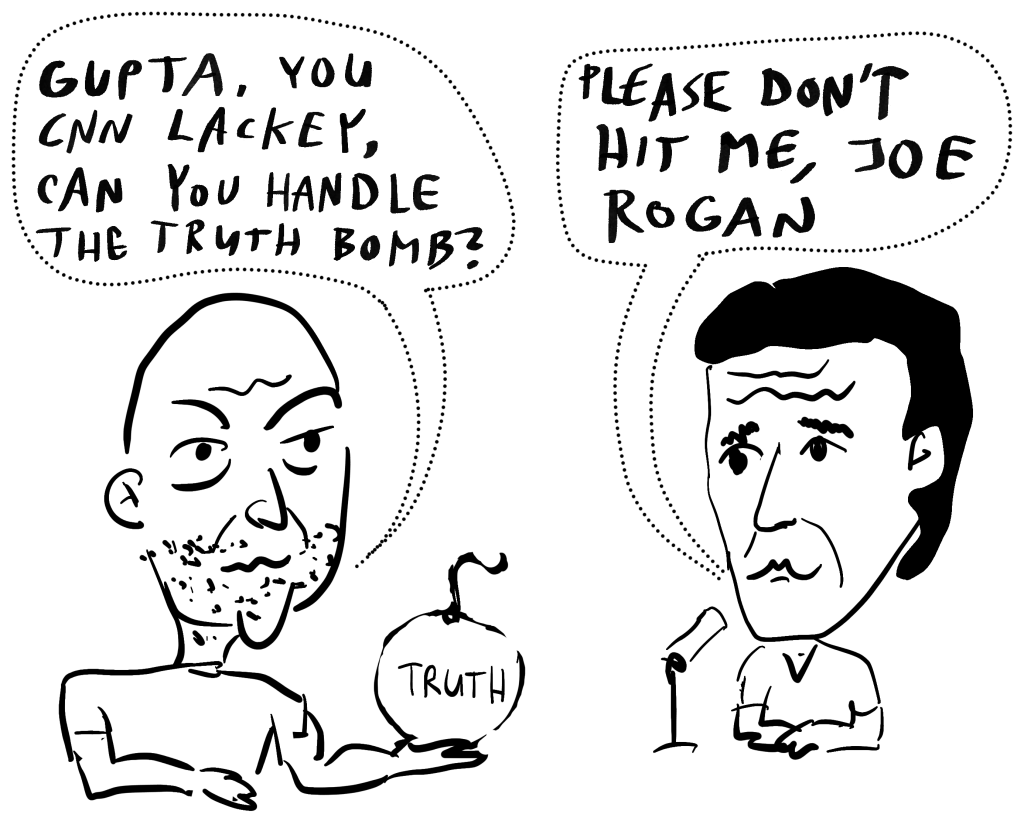 GUPTA, YOU
CNN LACKEY,
CAN YOU HANDLE
THE TRUTH BOMB?
PLEASE DON'T
HIT ME, JOE
ROGAN
TRUTH